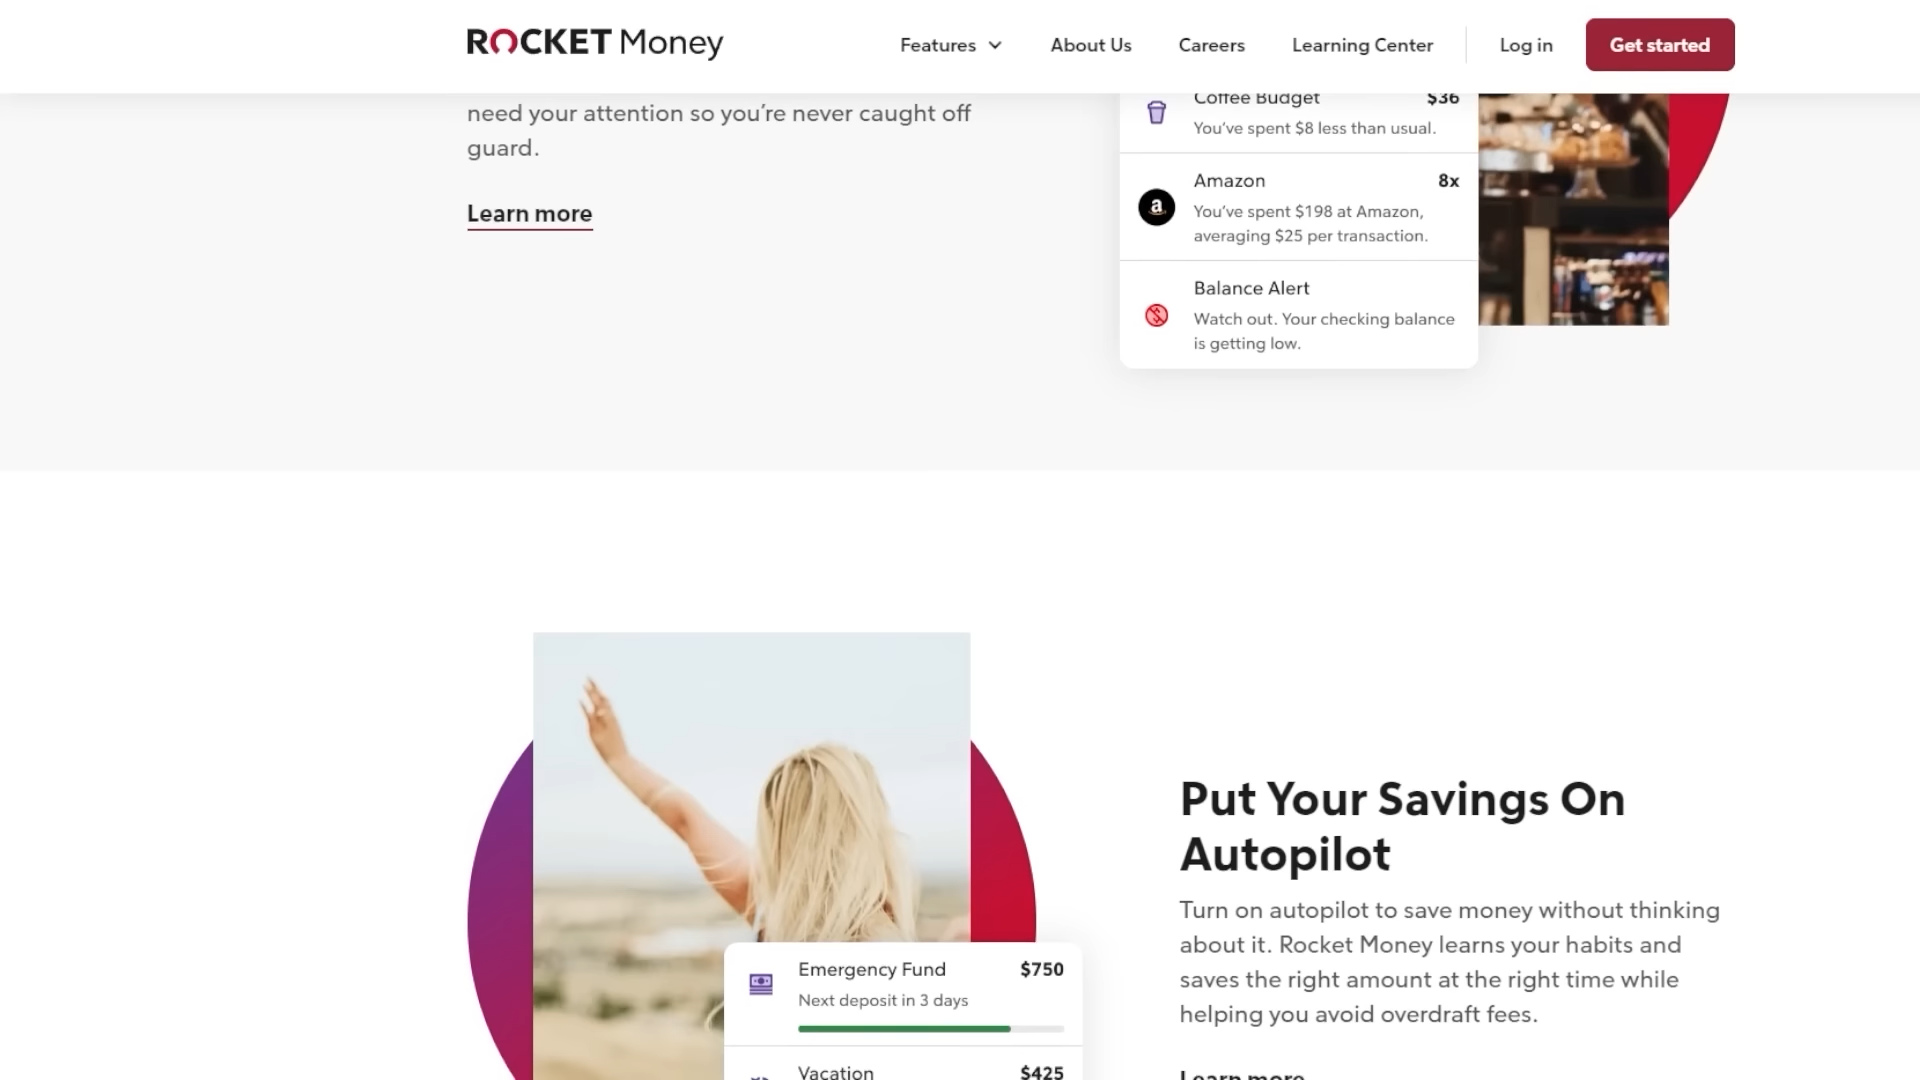 ROCKET Money
Features
About Us
Careers
Learning Center
Log in
Get started
need your attention so you’re never caught off
guard.
Learn more
Coffee Budget $36
You’ve spent $8 less than usual.
Amazon 8x
a
You’ve spent $198 at Amazon,
averaging $25 per transaction.
Balance Alert
Watch out. Your checking balance
is getting low.
Put Your Savings On
Autopilot
Turn on autopilot to save money without thinking
about it. Rocket Money learns your habits and
saves the right amount at the right time while
helping you avoid overdraft fees.
Learn more
Emergency Fund $750
Next deposit in 3 days
Vacation $425